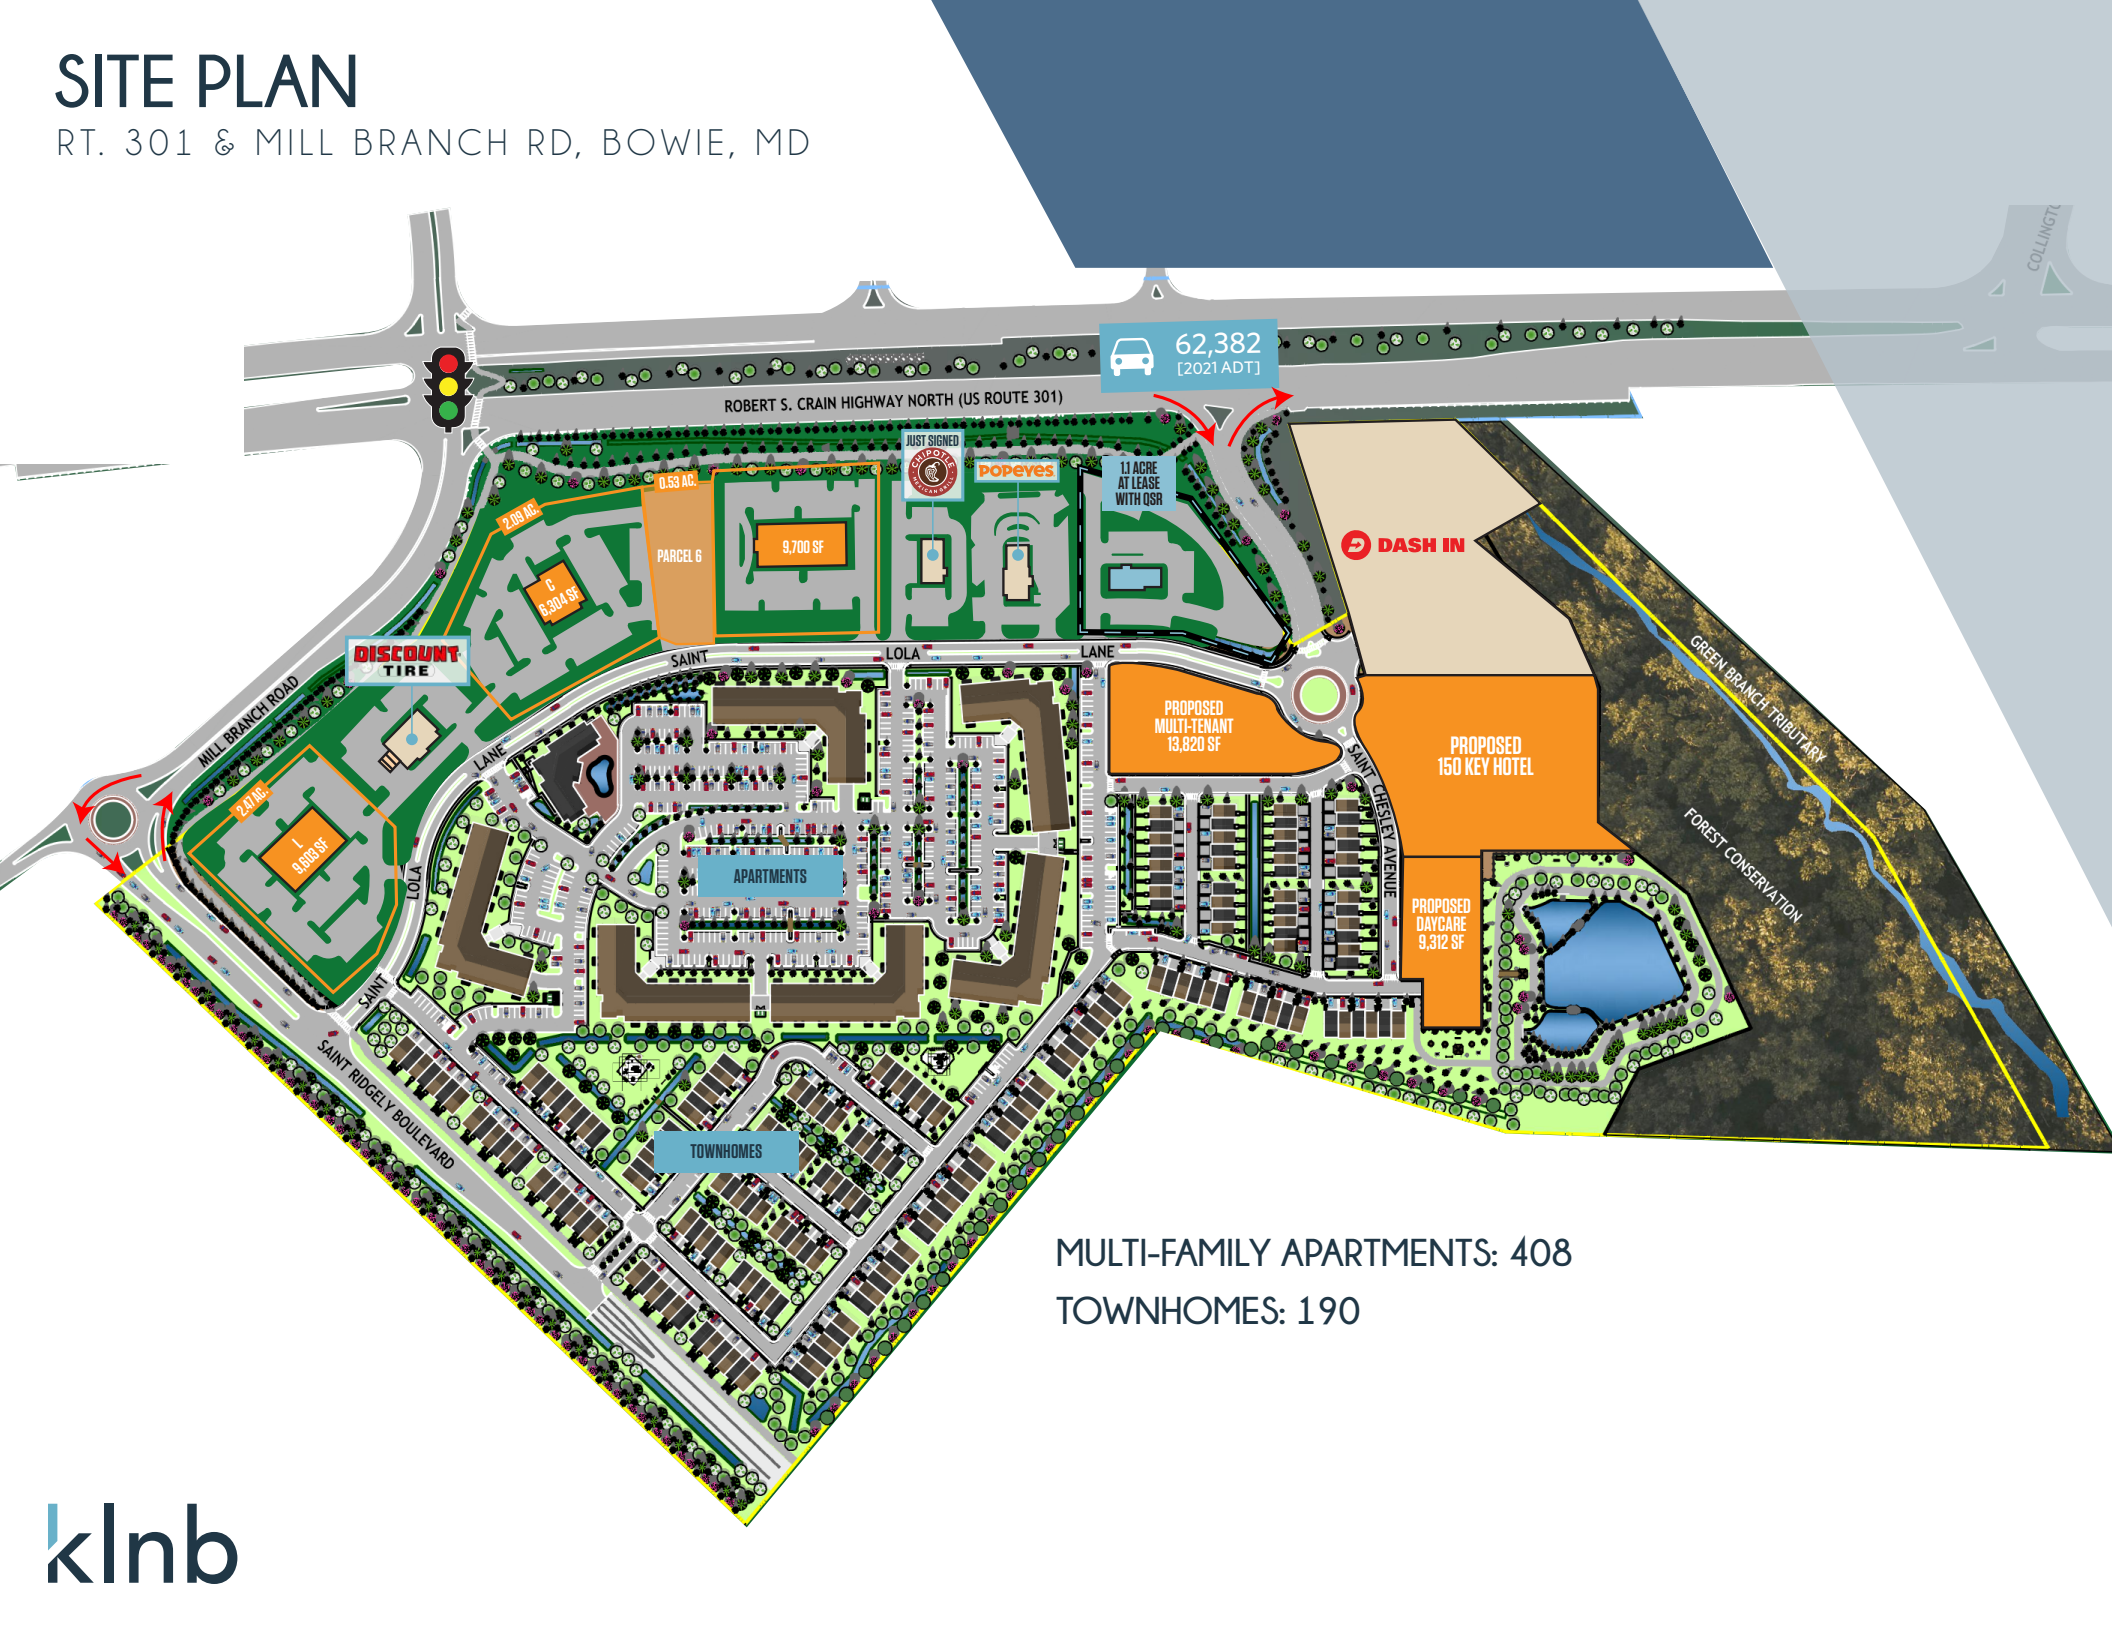 SITE PLAN
RT. 301 & MILL BRANCH RD, BOWIE, MD
COLLINGT
62,382
[2021 ADT]
ROBERT S. CRAIN HIGHWAY NORTH (US ROUTE 301)
JUST SIGNED
CHIPOTLE
MEXICAN GRILL
POPEYES
1.1 ACRE
AT LEASE
WITH QSR
0.53 AC.
2.09 AC.
PARCEL 6
9,700 SF
C
6,304 SF
DASH IN
DISCOUNT
TIRE
SAINT
LOLA
LANE
MILL BRANCH ROAD
GREEN BRANCH TRIBUTARY
PROPOSED
MULTI-TENANT
13,820 SF
PROPOSED
150 KEY HOTEL
LANE
SAINT CHESLEY AVENUE
2.47 AC.
L
9,603 SF
FOREST CONSERVATION
APARTMENTS
LOLA
PROPOSED
DAYCARE
9,312 SF
SAINT
SAINT RIDGELY BOULEVARD
TOWNHOMES
MULTI-FAMILY APARTMENTS: 408
TOWNHOMES: 190
klnb